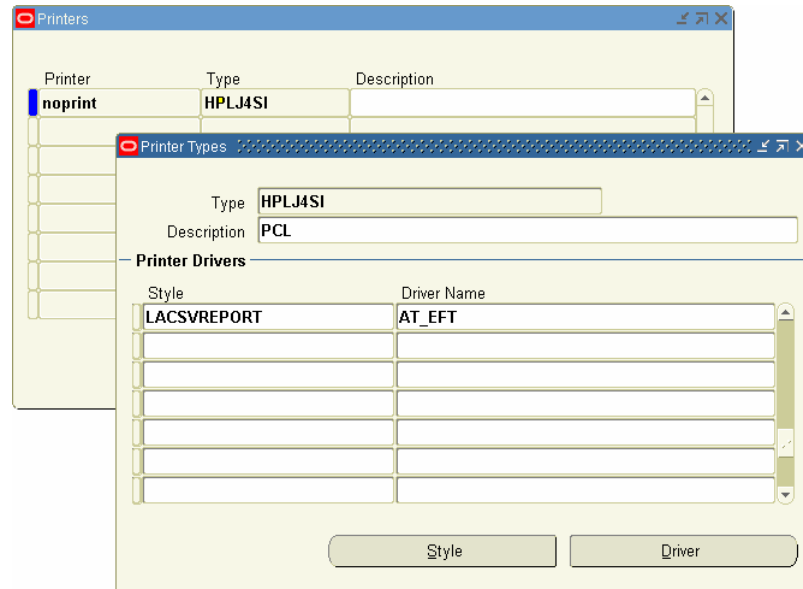 Printers
Printer Type Description
noprint HPLJ4SI
Printer Types
Type HPLJ4SI
Description PCL
Printer Drivers
Style Driver Name
LACSVREPORT AT_EFT
Style Driver